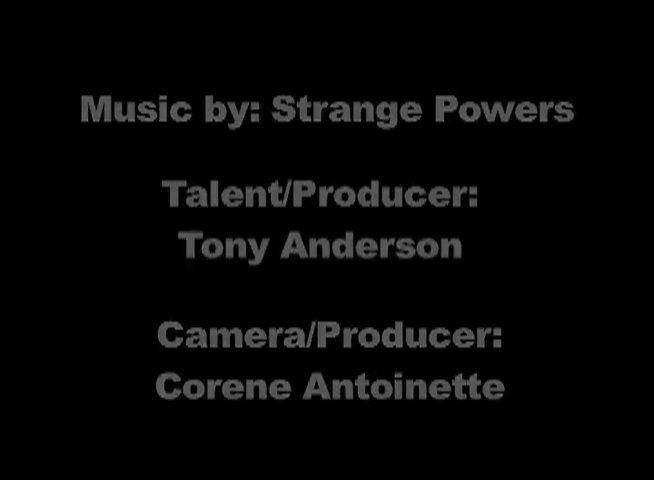 Music by: Strange Powers
Talent/Producer:
Tony Anderson
Camera/Producer:
Corene Antoinette